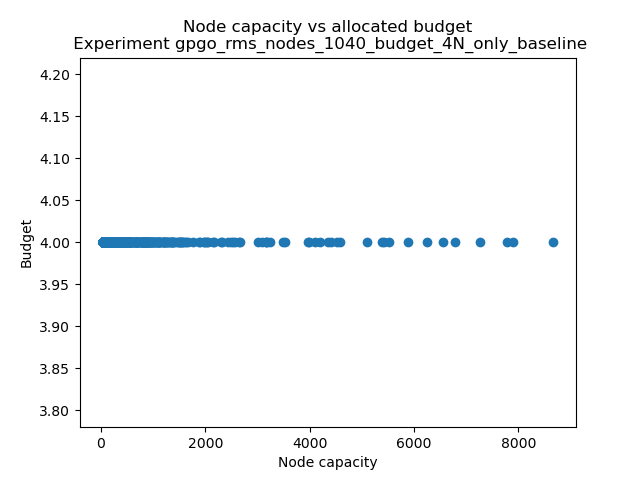 Node capacity vs allocated budget
Experiment gpgo_rms_nodes_1040_budget_4N_only_baseline
4.20
4.15
4.10
4.05
4.00
3.95
3.90
3.85
3.80
Budget
0 2000 4000 6000 8000
Node capacity